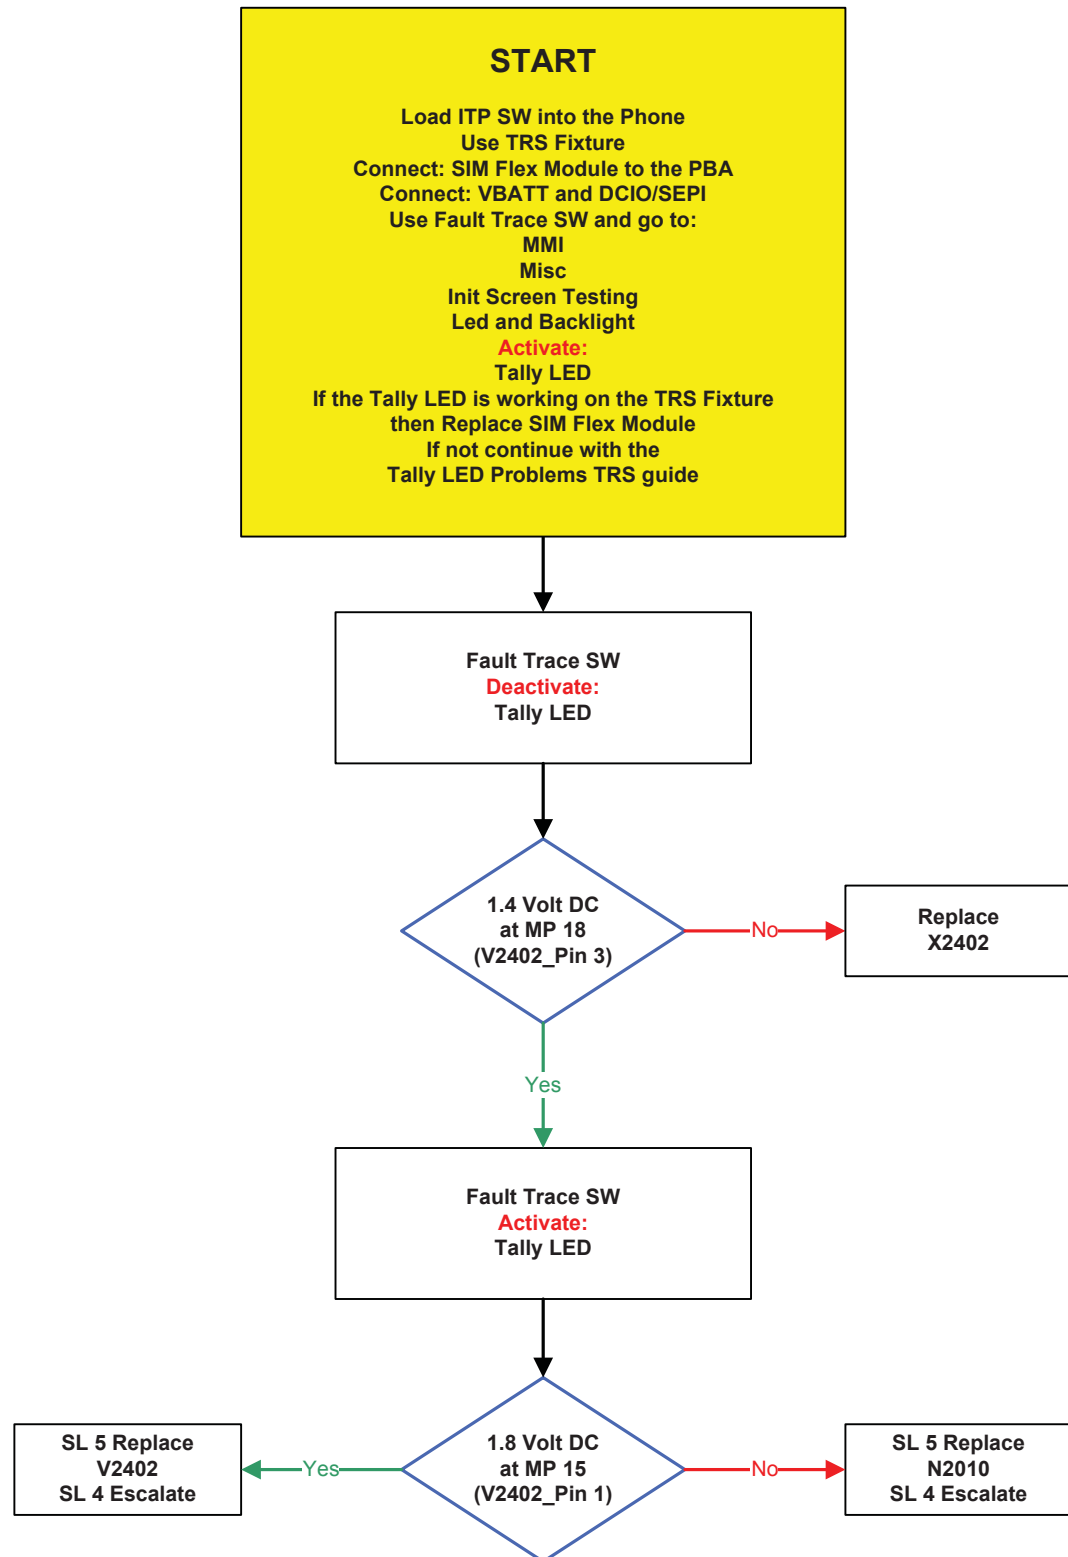 START
Load ITP SW into the Phone
Use TRS Fixture
Connect: SIM Flex Module to the PBA
Connect: VBATT and DCIO/SEPI
Use Fault Trace SW and go to:
MMI
Misc
Init Screen Testing
Led and Backlight
Activate:
Tally LED
If the Tally LED is working on the TRS Fixture
then Replace SIM Flex Module
If not continue with the
Tally LED Problems TRS guide
Fault Trace SW
Deactivate:
Tally LED
1.4 Volt DC
at MP 18
(V2402_Pin 3)
No
Replace
X2402
Yes
Fault Trace SW
Activate:
Tally LED
1.8 Volt DC
at MP 15
(V2402_Pin 1)
Yes
SL 5 Replace
V2402
SL 4 Escalate
No
SL 5 Replace
N2010
SL 4 Escalate